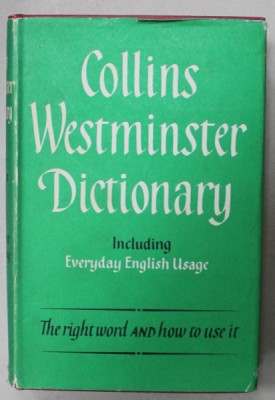 Collins
Westminster
Dictionary
Including
Everyday English Usage
The right word AND how to use it